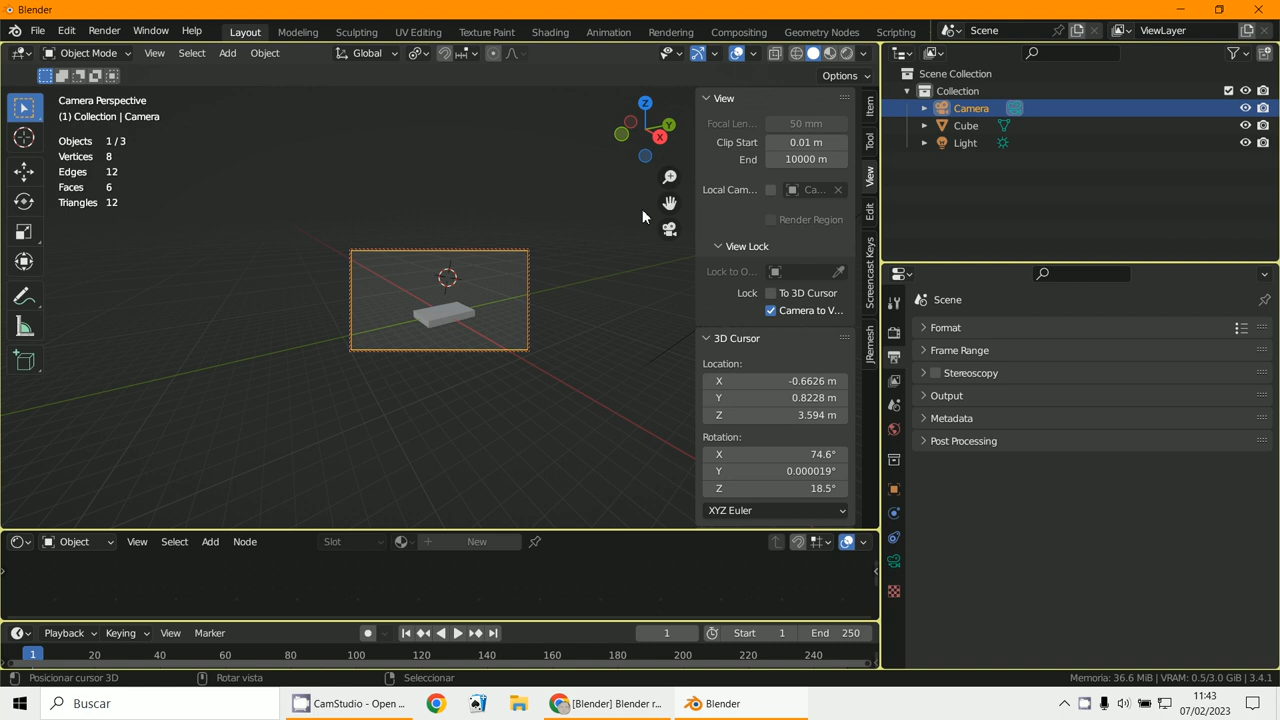 Blender
File Edit Render Window Help Layout Modeling Sculpting UV Editing Texture Paint Shading Animation Rendering Compositing Geometry Nodes Scripting Scene ViewLayer
Object Mode View Select Add Object Global
Options
Camera Perspective
(1) Collection | Camera
Objects 1 / 3
Vertices 8
Edges 12
Faces 6
Triangles 12
Z
Y
X
View
Focal Len... 50 mm
Clip Start 0.01 m
End 10000 m
Local Cam... Ca...
Render Region
View Lock
Lock to O...
Lock To 3D Cursor
Camera to V...
3D Cursor
Location:
X -0.6626 m
Y 0.8228 m
Z 3.594 m
Rotation:
X 74.6°
Y 0.000019°
Z 18.5°
XYZ Euler
Item
Tool
View
Edit
Screencast Keys
JRemesh
Scene Collection
Collection
Camera
Cube
Light
Scene
Format
Frame Range
Stereoscopy
Output
Metadata
Post Processing
Object View Select Add Node Slot New
Playback Keying View Marker 1 Start 1 End 250
1 20 40 60 80 100 120 140 160 180 200 220 240
Posicionar cursor 3D Rotar vista Seleccionar Memoria: 36.6 MiB | VRAM: 0.5/3.0 GiB | 3.4.1
Buscar CamStudio - Open ... [Blender] Blender r... Blender 11:43
07/02/2023